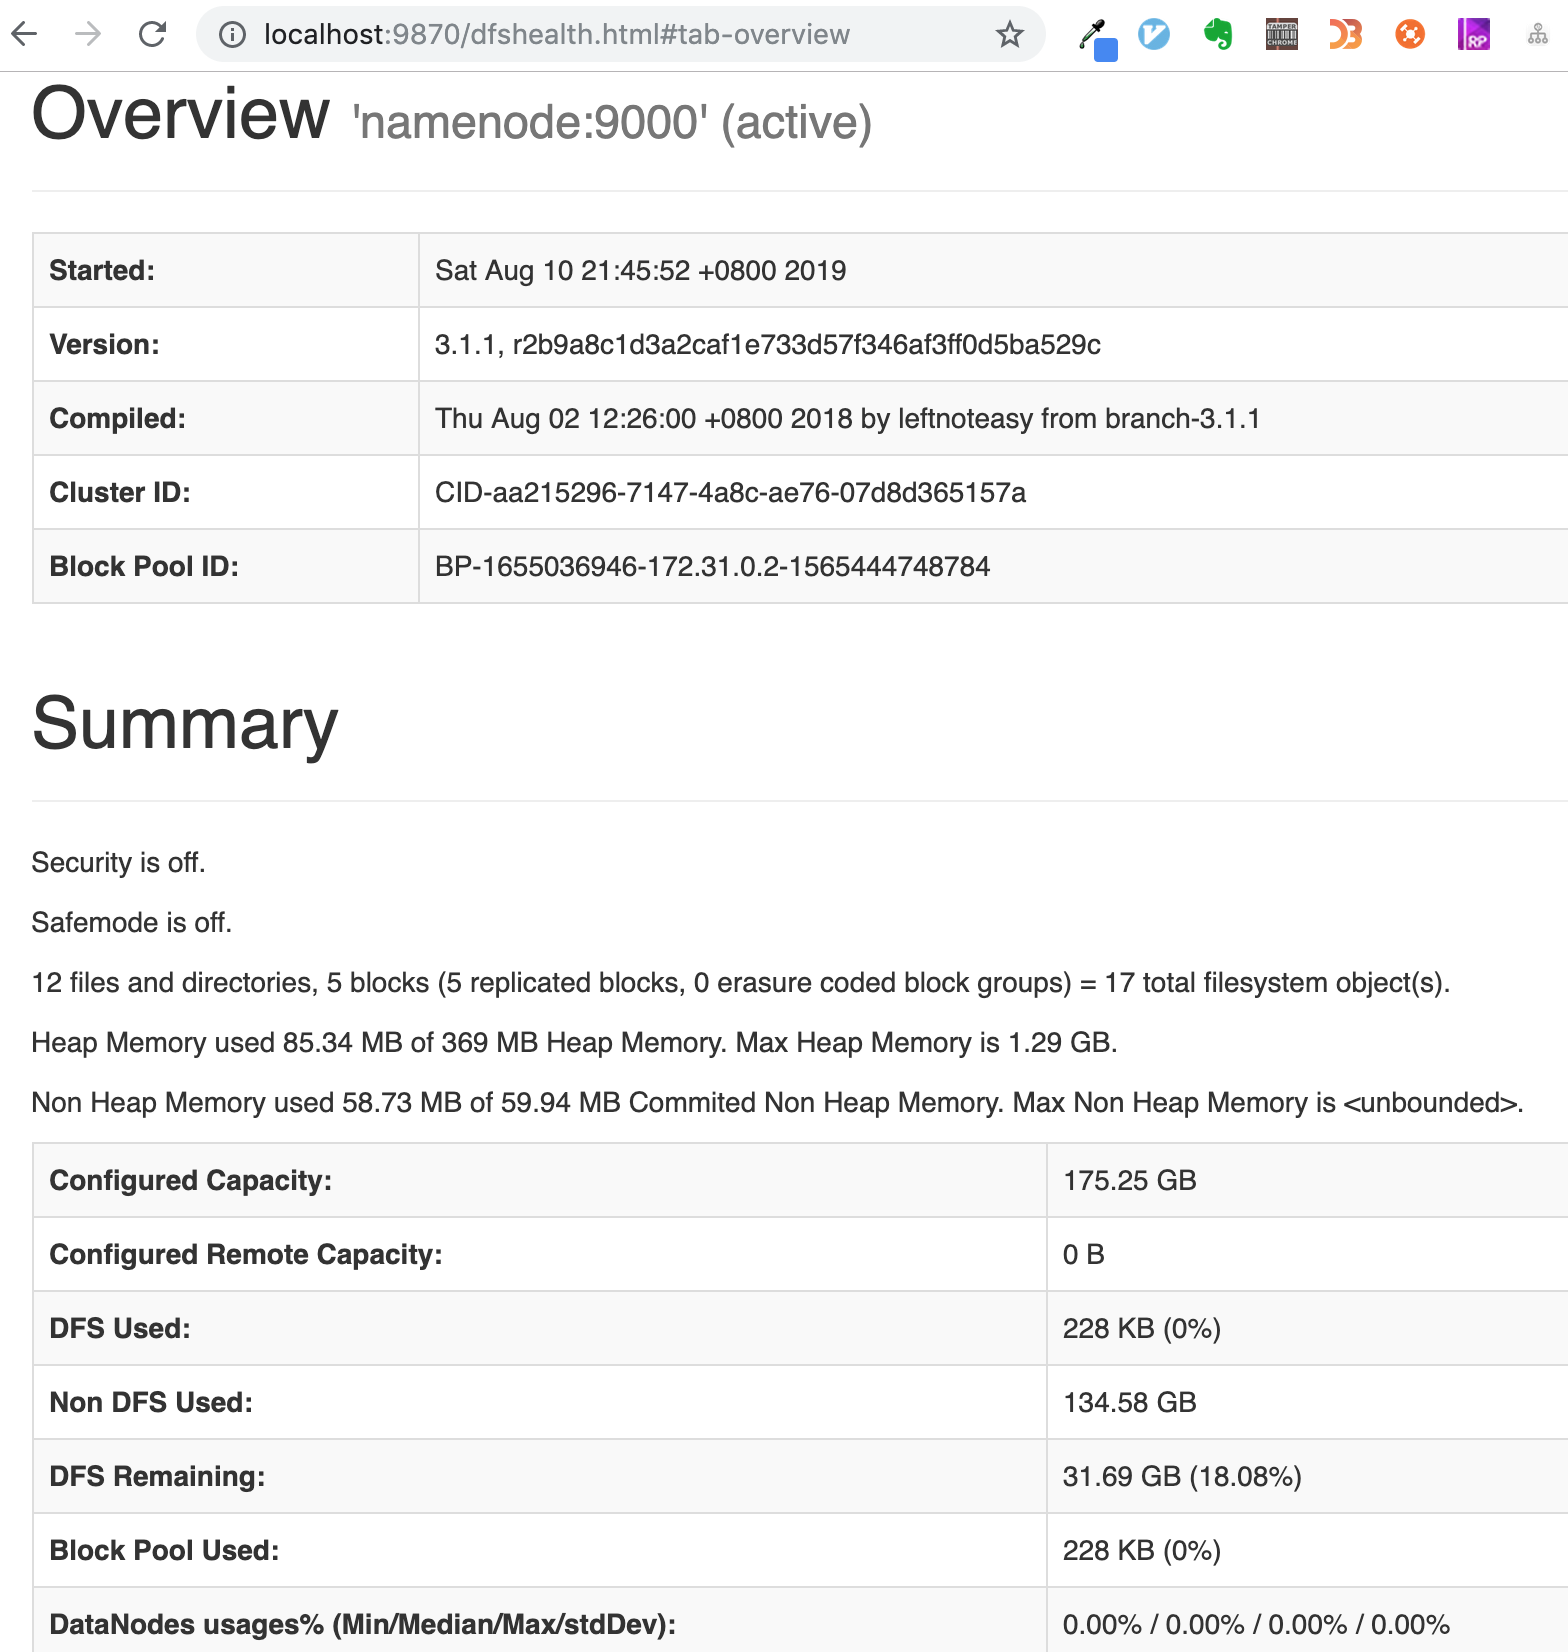 localhost:9870/dfshealth.html#tab-overview
TAMPER
CHROME
RP
Overview 'namenode:9000' (active)
Started: Sat Aug 10 21:45:52 +0800 2019
Version: 3.1.1, r2b9a8c1d3a2caf1e733d57f346af3ff0d5ba529c
Compiled: Thu Aug 02 12:26:00 +0800 2018 by leftnoteasy from branch-3.1.1
Cluster ID: CID-aa215296-7147-4a8c-ae76-07d8d365157a
Block Pool ID: BP-1655036946-172.31.0.2-1565444748784
Summary
Security is off.
Safemode is off.
12 files and directories, 5 blocks (5 replicated blocks, 0 erasure coded block groups) = 17 total filesystem object(s).
Heap Memory used 85.34 MB of 369 MB Heap Memory. Max Heap Memory is 1.29 GB.
Non Heap Memory used 58.73 MB of 59.94 MB Commited Non Heap Memory. Max Non Heap Memory is <unbounded>.
Configured Capacity: 175.25 GB
Configured Remote Capacity: 0 B
DFS Used: 228 KB (0%)
Non DFS Used: 134.58 GB
DFS Remaining: 31.69 GB (18.08%)
Block Pool Used: 228 KB (0%)
DataNodes usages% (Min/Median/Max/stdDev): 0.00% / 0.00% / 0.00% / 0.00%